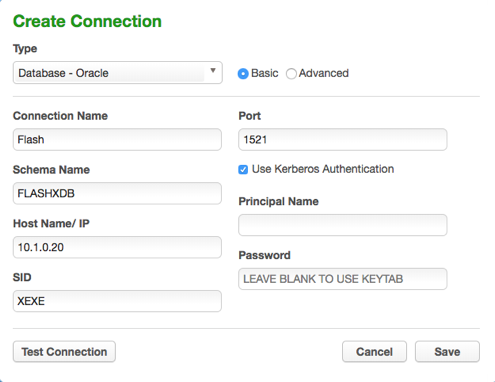 Create Connection
Type
Database - Oracle
Basic
Advanced
Connection Name
Flash
Schema Name
FLASHXDB
Host Name/ IP
10.1.0.20
SID
XEXE
Port
1521
Use Kerberos Authentication
Principal Name
Password
LEAVE BLANK TO USE KEYTAB
Test Connection
Cancel
Save